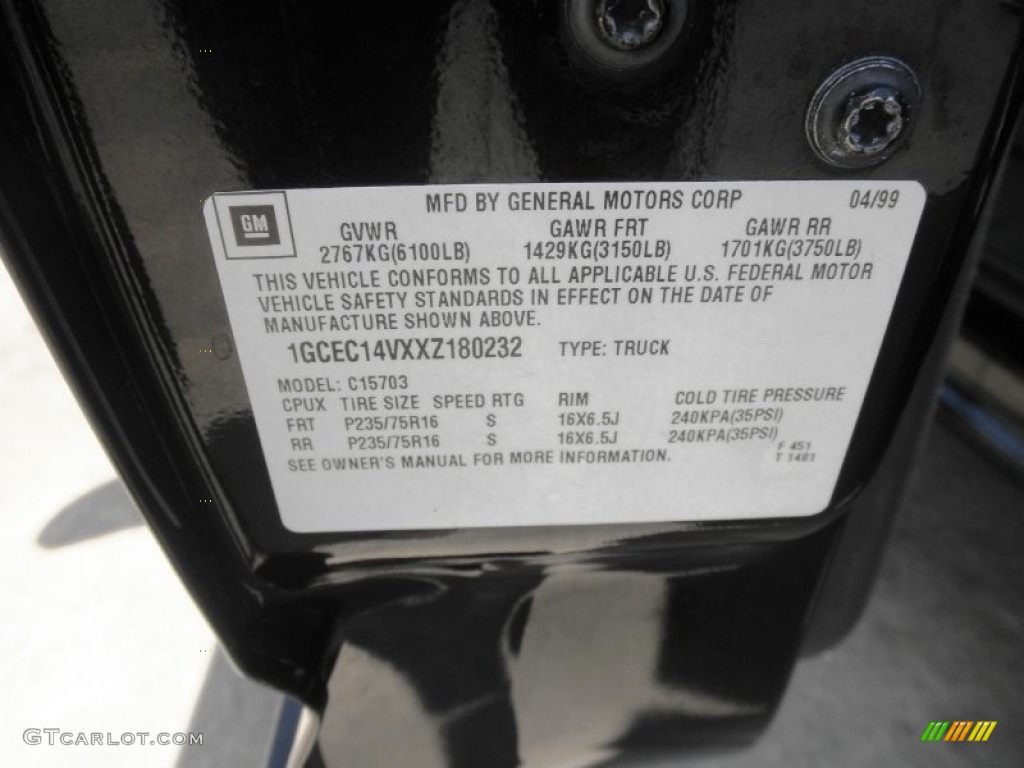 GM
MFD BY GENERAL MOTORS CORP 04/99
GVWR GAWR FRT GAWR RR
2767KG(6100LB) 1429KG(3150LB) 1701KG(3750LB)
THIS VEHICLE CONFORMS TO ALL APPLICABLE U.S. FEDERAL MOTOR
VEHICLE SAFETY STANDARDS IN EFFECT ON THE DATE OF
MANUFACTURE SHOWN ABOVE.
1GCEC14VXXZ180232 TYPE: TRUCK
MODEL: C15703
CPUX TIRE SIZE SPEED RTG RIM COLD TIRE PRESSURE
FRT P235/75R16 S 16X6.5J 240KPA(35PSI)
RR P235/75R16 S 16X6.5J 240KPA(35PSI)
SEE OWNER'S MANUAL FOR MORE INFORMATION.
F 451
T 1481
GTCARLOT.COM